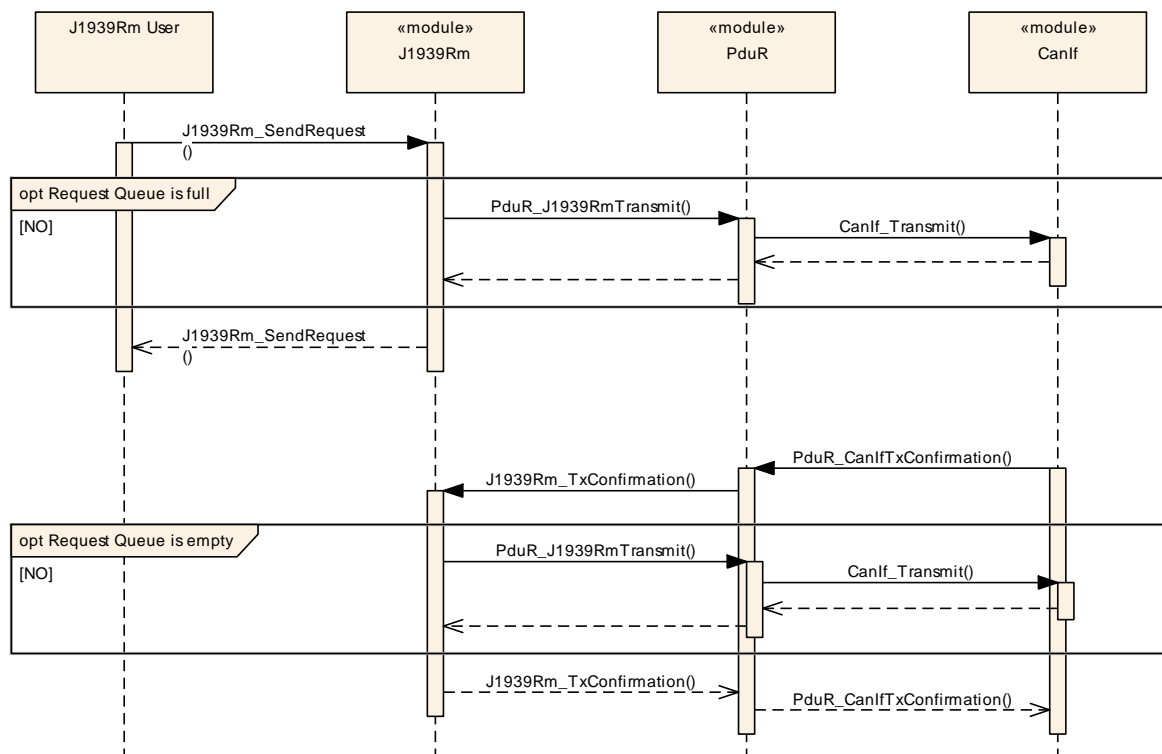 J1939Rm User
«module»
J1939Rm
«module»
PduR
«module»
CanIf
J1939Rm_SendRequest
()
opt Request Queue is full
[NO]
PduR_J1939RmTransmit()
CanIf_Transmit()
J1939Rm_SendRequest
()
PduR_CanIfTxConfirmation()
J1939Rm_TxConfirmation()
opt Request Queue is empty
[NO]
PduR_J1939RmTransmit()
CanIf_Transmit()
J1939Rm_TxConfirmation()
PduR_CanIfTxConfirmation()